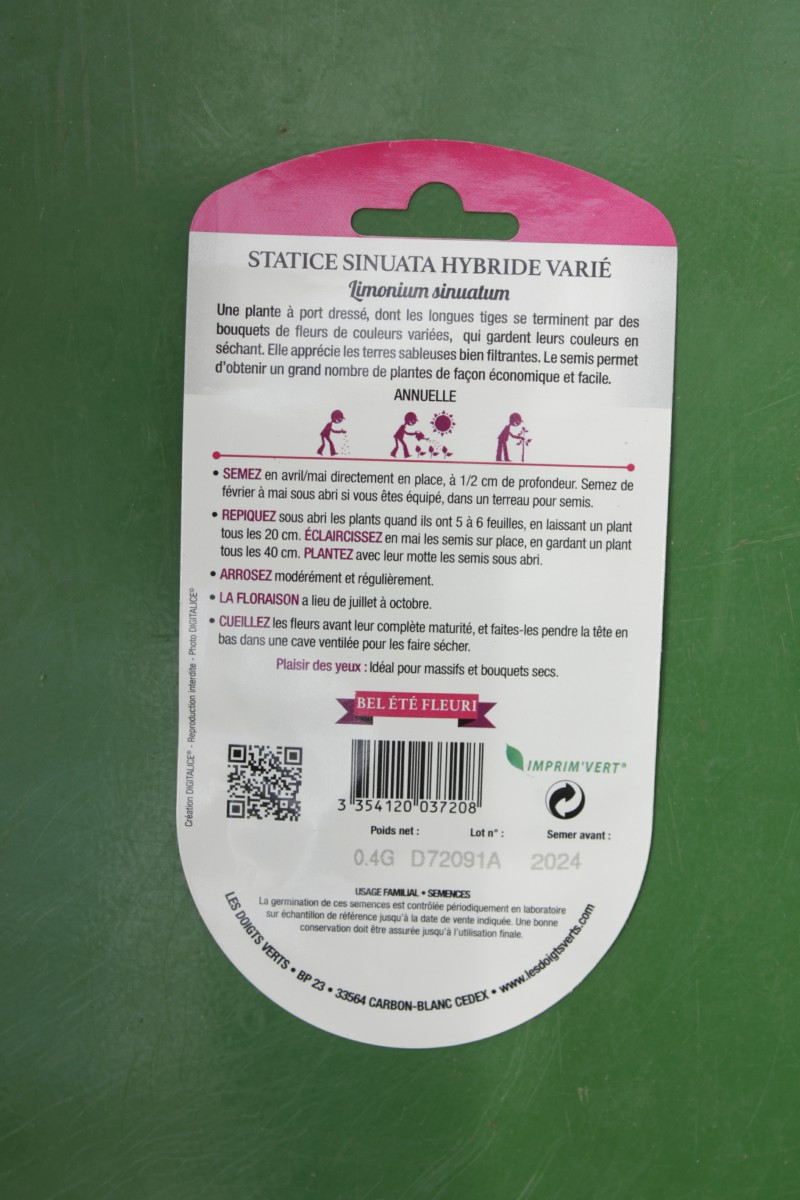 STATICE SINUATA HYBRIDE VARIÉ
Limonium sinuatum
Une plante à port dressé, dont les longues tiges se terminent par des
bouquets de fleurs de couleurs variées, qui gardent leurs couleurs en
séchant. Elle apprécie les terres sableuses bien filtrantes. Le semis permet
d'obtenir un grand nombre de plantes de façon économique et facile.
ANNUELLE
• SEMEZ en avril/mai directement en place, à 1/2 cm de profondeur. Semez de
février à mai sous abri si vous êtes équipé, dans un terreau pour semis.
• REPIQUEZ sous abri les plants quand ils ont 5 à 6 feuilles, en laissant un plant
tous les 20 cm. ÉCLAIRCISSEZ en mai les semis sur place, en gardant un plant
tous les 40 cm. PLANTEZ avec leur motte les semis sous abri.
• ARROSEZ modérément et régulièrement.
• LA FLORAISON a lieu de juillet à octobre.
• CUEILLEZ les fleurs avant leur complète maturité, et faites-les pendre la tête en
bas dans une cave ventilée pour les faire sécher.
Plaisir des yeux : Idéal pour massifs et bouquets secs.
BEL ÉTÉ FLEURI
Création DIGITALICE® - Reproduction interdite - Photo DIGITALICE®
IMPRIM'VERT®
3 354120 037208
Poids net : Lot n° : Semer avant :
0.4G D72091A 2024
USAGE FAMILIAL • SEMENCES
La germination de ces semences est contrôlée périodiquement en laboratoire
sur échantillon de référence jusqu'à la date de vente indiquée. Une bonne
conservation doit être assurée jusqu'à l'utilisation finale.
LES DOIGTS VERTS • BP 23 • 33564 CARBON-BLANC CEDEX • www.lesdoigtsverts.com